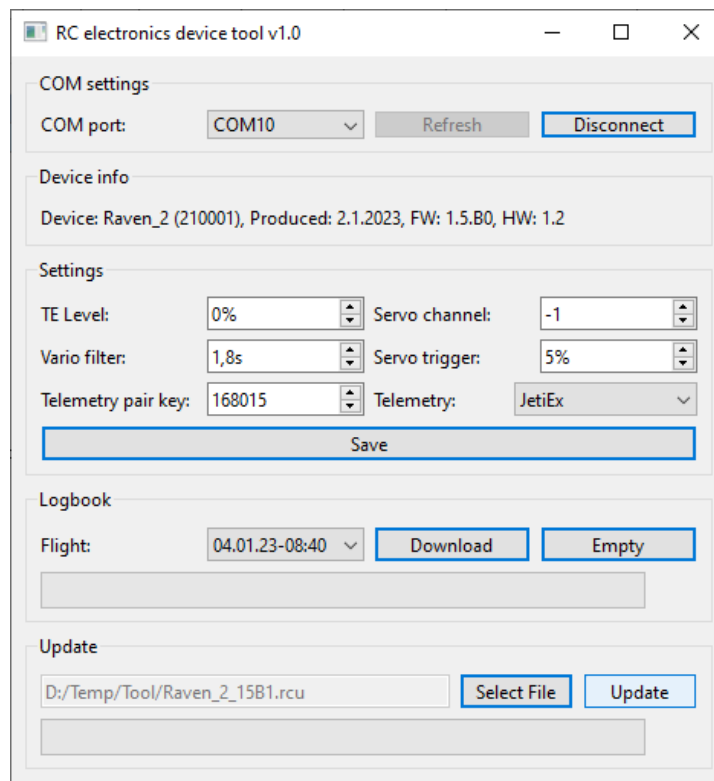 RC electronics device tool v1.0
COM settings
COM port: COM10 Refresh Disconnect
Device info
Device: Raven_2 (210001), Produced: 2.1.2023, FW: 1.5.B0, HW: 1.2
Settings
TE Level: 0% Servo channel: -1
Vario filter: 1,8s Servo trigger: 5%
Telemetry pair key: 168015 Telemetry: JetiEx
Save
Logbook
Flight: 04.01.23-08:40 Download Empty
Update
D:/Temp/Tool/Raven_2_15B1.rcu Select File Update